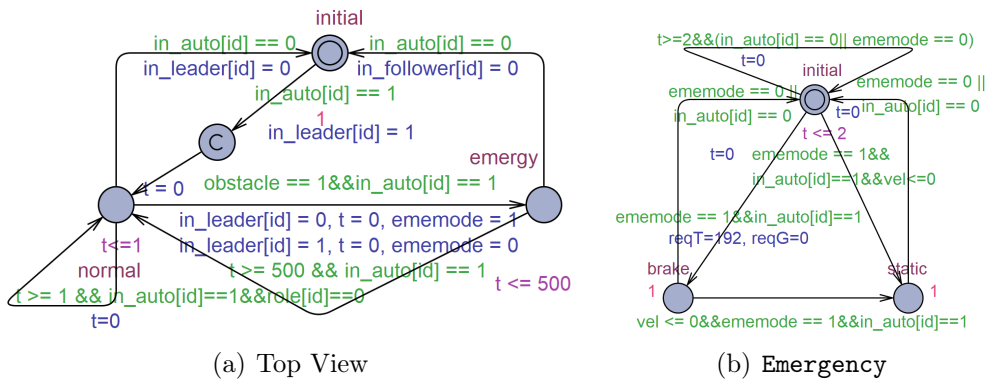 initial
in_auto[id] == 0
in_auto[id] == 0
in_leader[id] = 0
in_follower[id] = 0
in_auto[id] == 1
1
in_leader[id] = 1
C
emergy
t = 0
obstacle == 1&&in_auto[id] == 1
in_leader[id] = 0, t = 0, ememode = 1
t<=1
in_leader[id] = 1, t = 0, ememode = 0
normal
t >= 500 && in_auto[id] == 1
t <= 500
t >= 1 && in_auto[id]==1&&role[id]==0
t=0
(a) Top View
t>=2&&(in_auto[id] == 0|| ememode == 0)
t=0
initial
ememode == 0 ||
ememode == 0 ||
in_auto[id] == 0
t=0
in_auto[id] == 0
t <= 2
t=0
ememode == 1&&
in_auto[id]==1&&vel<=0
ememode == 1&&in_auto[id]==1
reqT=192, reqG=0
brake
static
1
1
vel <= 0&&ememode == 1&&in_auto[id]==1
(b) Emergency